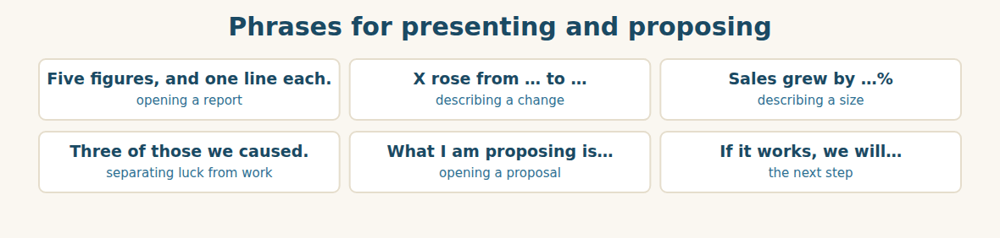 Phrases for presenting and proposing
Five figures, and one line each.
opening a report
X rose from … to …
describing a change
Sales grew by …%
describing a size
Three of those we caused.
separating luck from work
What I am proposing is…
opening a proposal
If it works, we will…
the next step